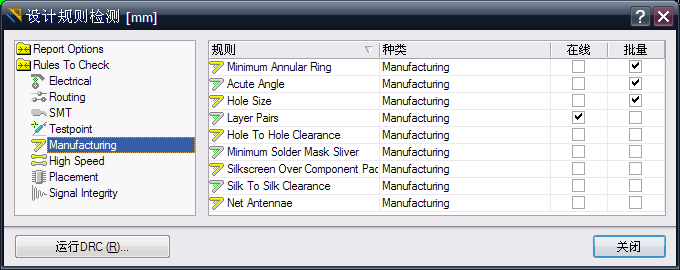 设计规则检测 [mm]
Report Options
Rules To Check
Electrical
Routing
SMT
Testpoint
Manufacturing
High Speed
Placement
Signal Integrity
规则 种类 在线 批量
Minimum Annular Ring Manufacturing
Acute Angle Manufacturing
Hole Size Manufacturing
Layer Pairs Manufacturing
Hole To Hole Clearance Manufacturing
Minimum Solder Mask Sliver Manufacturing
Silkscreen Over Component Pad Manufacturing
Silk To Silk Clearance Manufacturing
Net Antennae Manufacturing
运行DRC (R)... 关闭